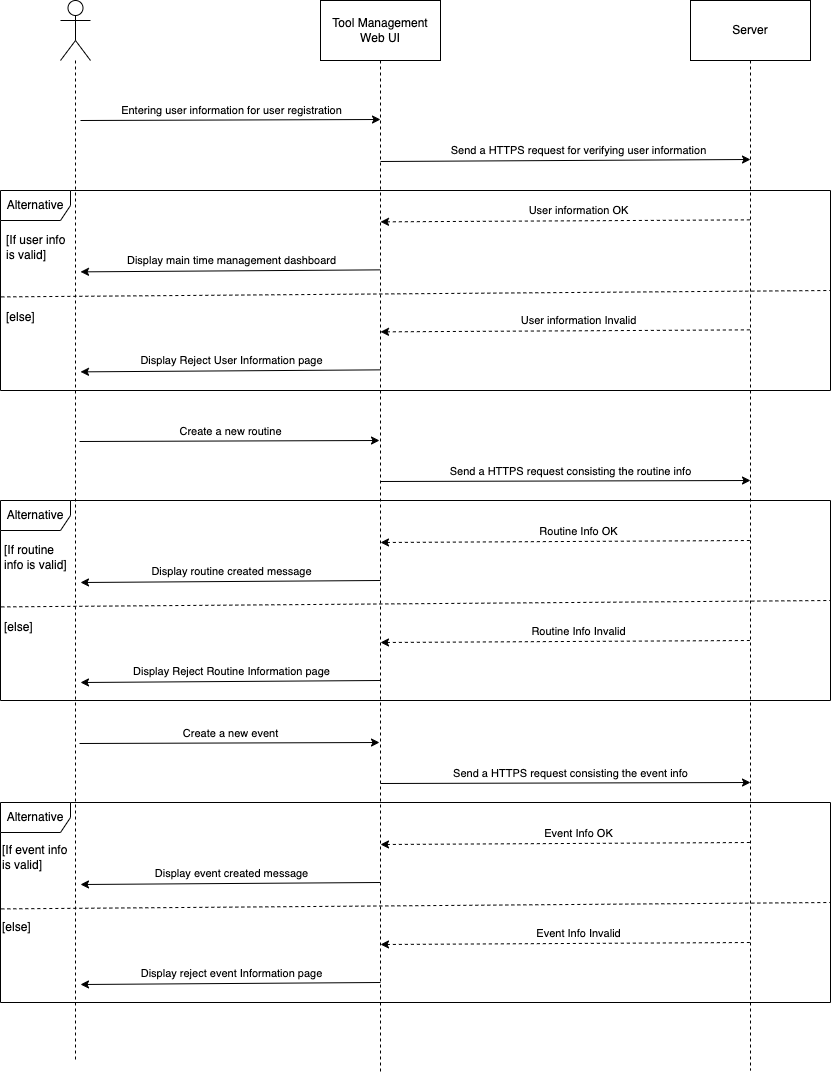 Tool Management
Web UI
Server
Entering user information for user registration
Send a HTTPS request for verifying user information
Alternative
User information OK
[If user info
is valid]
Display main time management dashboard
[else]
User information Invalid
Display Reject User Information page
Create a new routine
Send a HTTPS request consisting the routine info
Alternative
Routine Info OK
[If routine
info is valid]
Display routine created message
[else]
Routine Info Invalid
Display Reject Routine Information page
Create a new event
Send a HTTPS request consisting the event info
Alternative
Event Info OK
[If event info
is valid]
Display event created message
[else]
Event Info Invalid
Display reject event Information page